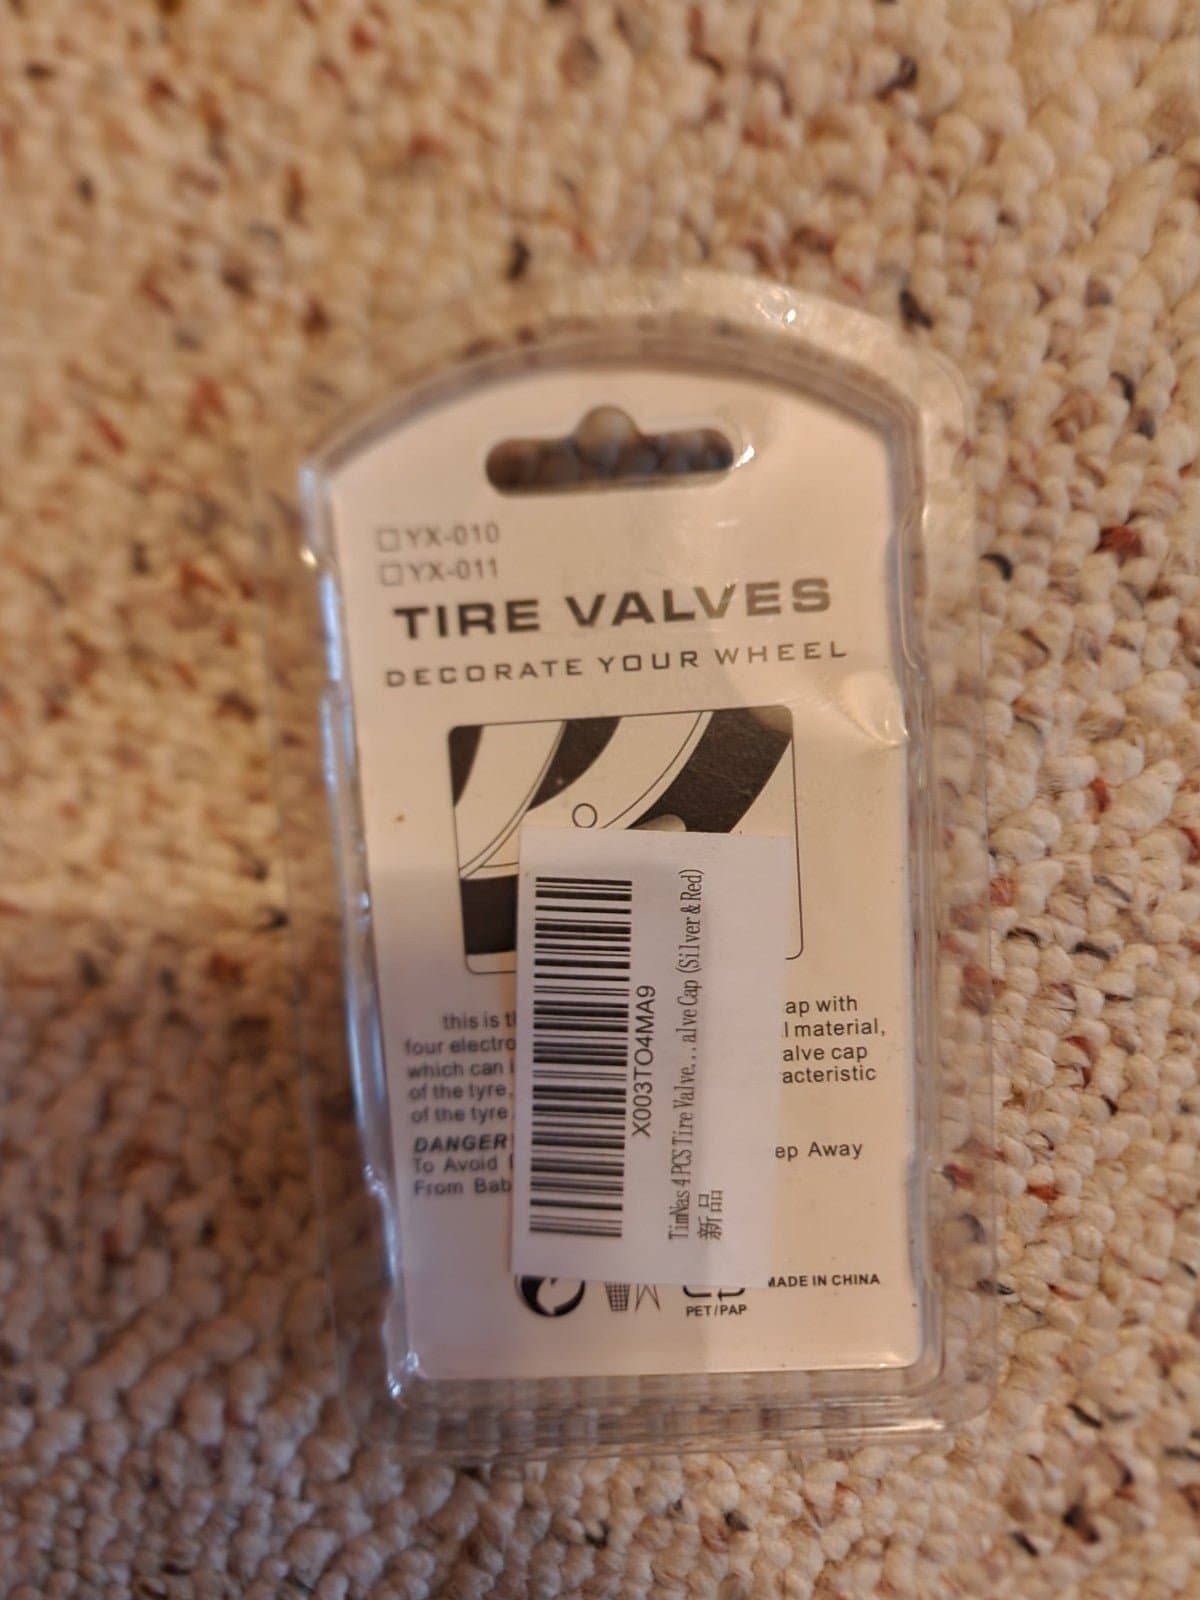 YX-010
YX-011
TIRE VALVES
DECORATE YOUR WHEEL
X003TO4MA9
TimNas 4 PCS Tire Valve...alve Cap (Silver & Red)
新品
this is
four electro
which can
of the tyre,
of the tyre
DANGER
To Avoid
From Bab
ap with
l material,
alve cap
acteristic
ep Away
PET/PAP
MADE IN CHINA